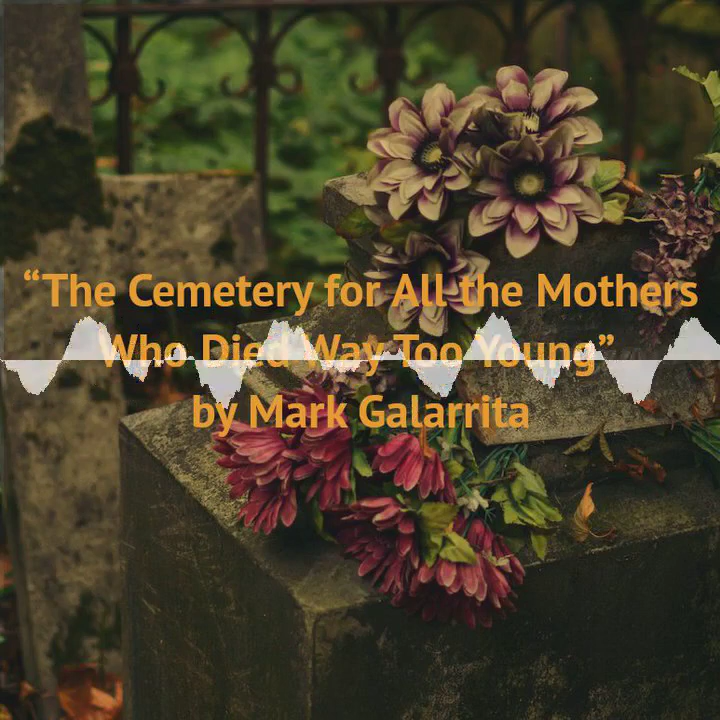 “The Cemetery for All the Mothers
Who Died Way Too Young”
by Mark Galarrita